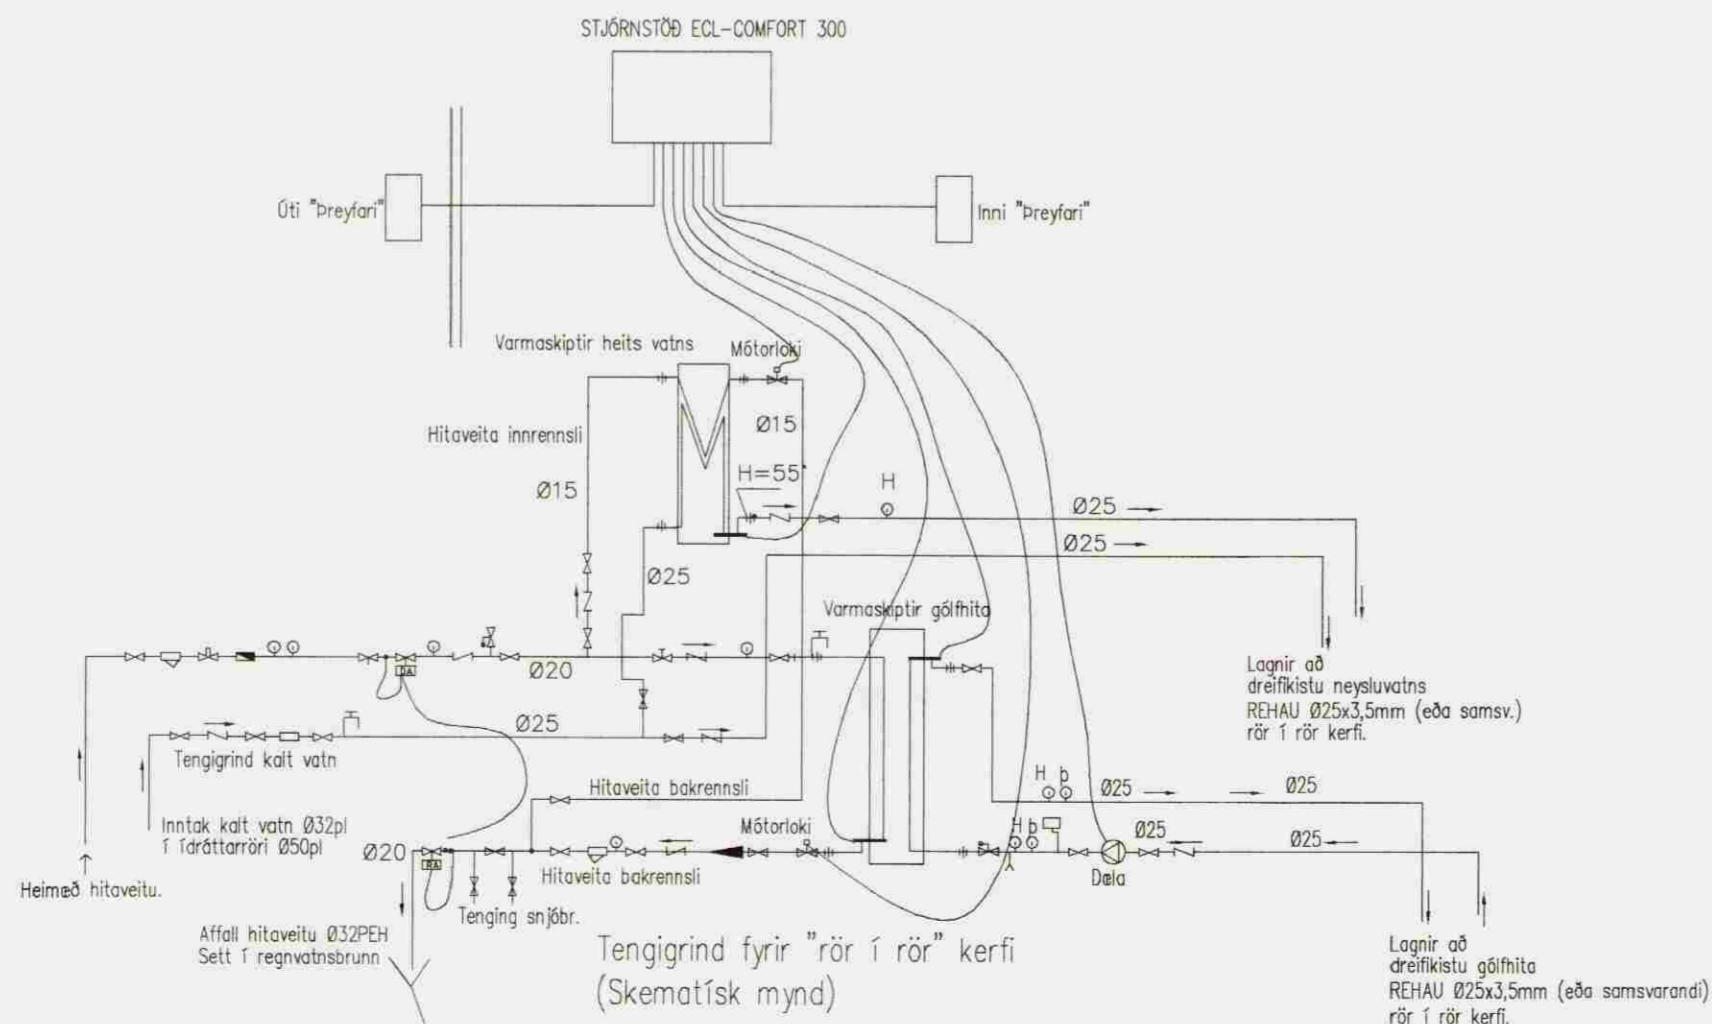 STJÓRNSTÖÐ ECL-COMFORT 300
Úti "Þreyfari"
Inni "Þreyfari"
Varmaskiptir heits vatns
Mótorloki
Hitaveita innrennsli
Ø15
H=55°
Ø15
H
Ø25
Ø25
Ø25
Varmaskiptir gólfhita
Ø20
Lagnir að
dreifikistu neysluvatns
REHAU Ø25x3,5mm (eða samsv.)
rör í rör kerfi.
Ø25
Tengigrind kalt vatn
Hitaveita bakrennsli
H b
Ø25
Ø25
Inntak kalt vatn Ø32pl
í ídráttarröri Ø50pl
Mótorloki
Ø20
H b
Ø25
Ø25
Heimæð hitaveitu.
Hitaveita bakrennsli
Dæla
Tenging snjóbr.
Affall hitaveitu Ø32PEH
Sett í regnvatnsbrunn
Tengigrind fyrir "rör í rör" kerfi
(Skematísk mynd)
Lagnir að
dreifikistu gólfhita
REHAU Ø25x3,5mm (eða samsvarandi)
rör í rör kerfi.